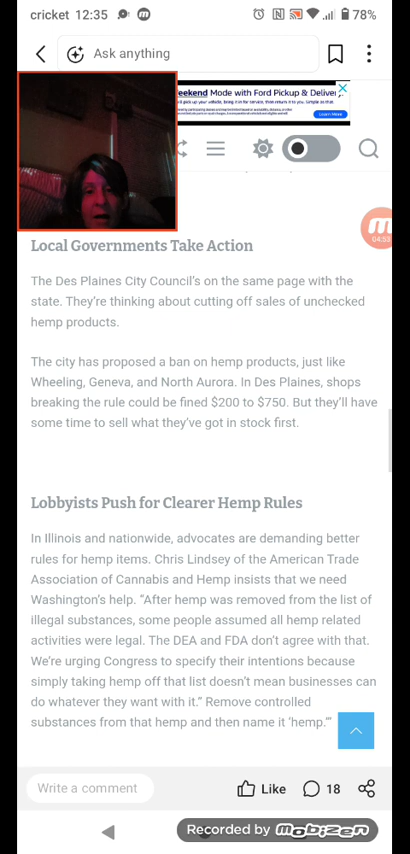 cricket 12:35 78%
Ask anything
eekend Mode with Ford Pickup & Delivery
Learn More
04:53
Local Governments Take Action
The Des Plaines City Council's on the same page with the
state. They're thinking about cutting off sales of unchecked
hemp products.
The city has proposed a ban on hemp products, just like
Wheeling, Geneva, and North Aurora. In Des Plaines, shops
breaking the rule could be fined $200 to $750. But they'll have
some time to sell what they've got in stock first.
Lobbyists Push for Clearer Hemp Rules
In Illinois and nationwide, advocates are demanding better
rules for hemp items. Chris Lindsey of the American Trade
Association of Cannabis and Hemp insists that we need
Washington's help. “After hemp was removed from the list of
illegal substances, some people assumed all hemp related
activities were legal. The DEA and FDA don't agree with that.
We're urging Congress to specify their intentions because
simply taking hemp off that list doesn't mean businesses can
do whatever they want with it.” Remove controlled
substances from that hemp and then name it ‘hemp.’”
Write a comment Like 18
Recorded by mobizen